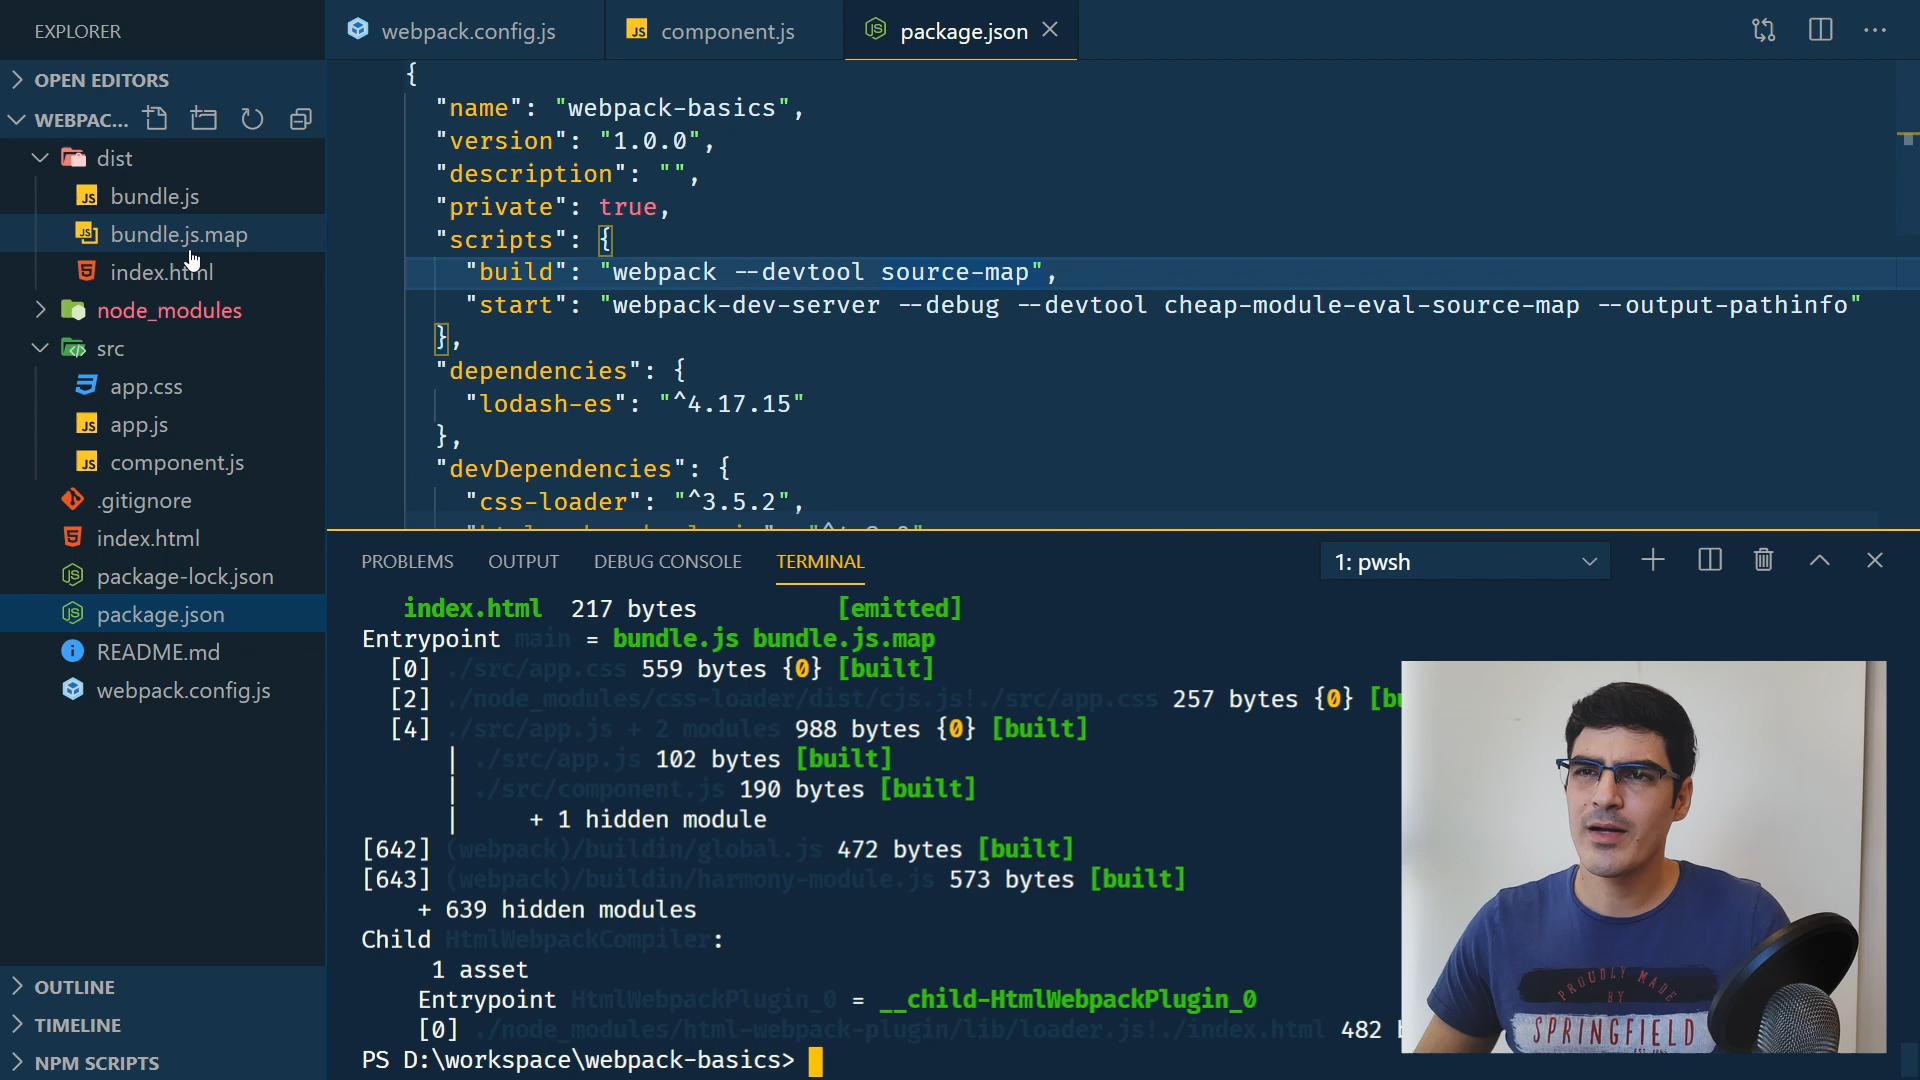 EXPLORER
OPEN EDITORS
WEBPAC...
dist
bundle.js
bundle.js.map
index.html
node_modules
src
app.css
app.js
component.js
.gitignore
index.html
package-lock.json
package.json
README.md
webpack.config.js
OUTLINE
TIMELINE
NPM SCRIPTS
webpack.config.js
component.js
package.json
{
"name": "webpack-basics",
"version": "1.0.0",
"description": "",
"private": true,
"scripts": {
"build": "webpack --devtool source-map",
"start": "webpack-dev-server --debug --devtool cheap-module-eval-source-map --output-pathinfo"
},
"dependencies": {
"lodash-es": "^4.17.15"
},
"devDependencies": {
"css-loader": "^3.5.2",
PROBLEMS
OUTPUT
DEBUG CONSOLE
TERMINAL
1: pwsh
index.html 217 bytes [emitted]
Entrypoint main = bundle.js bundle.js.map
[0] ./src/app.css 559 bytes {0} [built]
[2] ./node_modules/css-loader/dist/cjs.js!./src/app.css 257 bytes {0} [bu
[4] ./src/app.js + 2 modules 988 bytes {0} [built]
| ./src/app.js 102 bytes [built]
| ./src/component.js 190 bytes [built]
| + 1 hidden module
[642] (webpack)/buildin/global.js 472 bytes [built]
[643] (webpack)/buildin/harmony-module.js 573 bytes [built]
+ 639 hidden modules
Child HtmlWebpackCompiler:
1 asset
Entrypoint HtmlWebpackPlugin_0 = __child-HtmlWebpackPlugin_0
[0] ./node_modules/html-webpack-plugin/lib/loader.js!./index.html 482
PS D:\workspace\webpack-basics>
PROUDLY MADE
BY
SPRINGFIELD